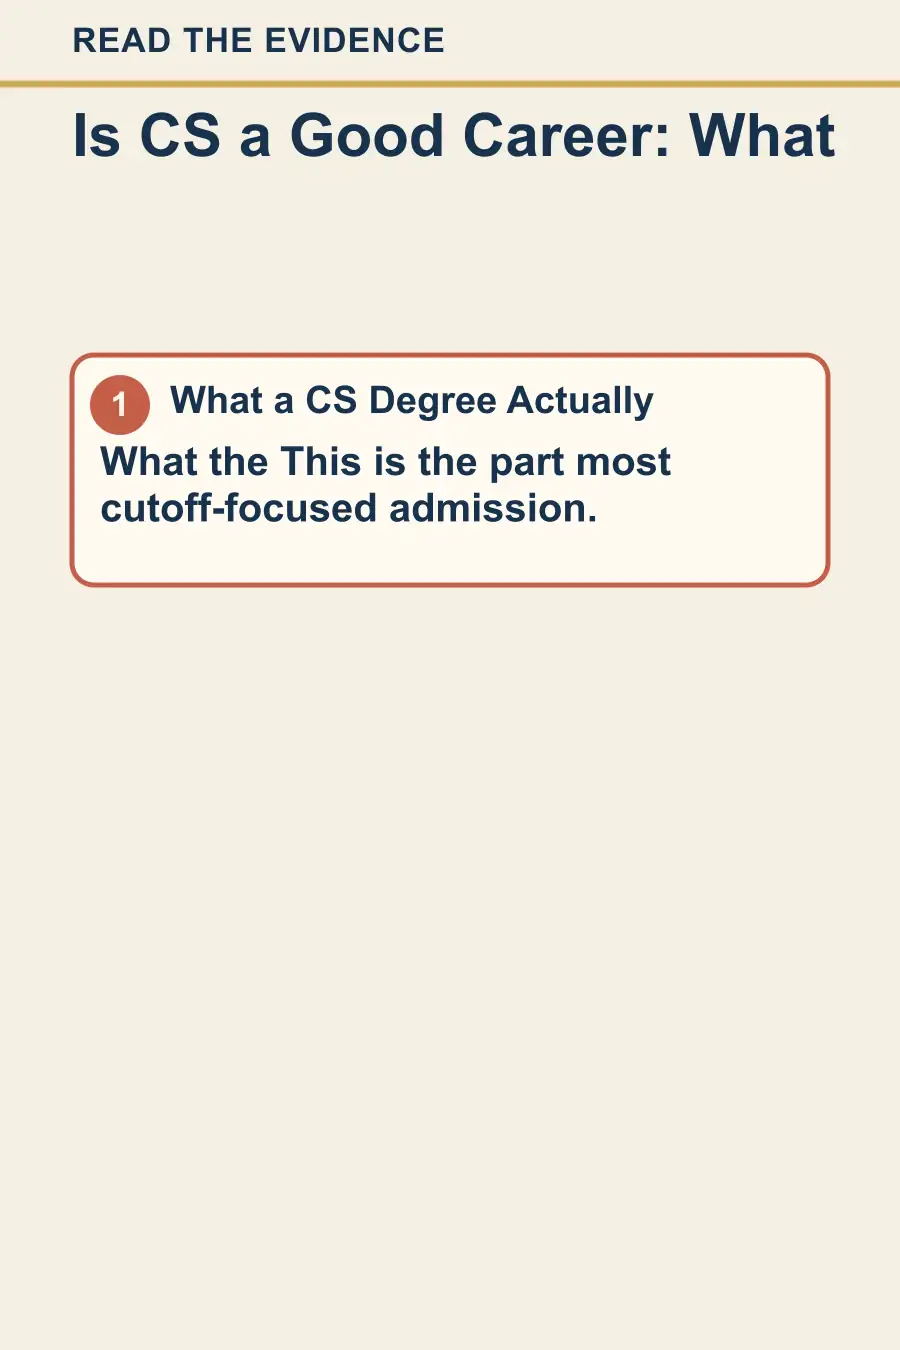 READ THE EVIDENCE
Is CS a Good Career: What
1 What a CS Degree Actually
What the This is the part most
cutoff-focused admission.